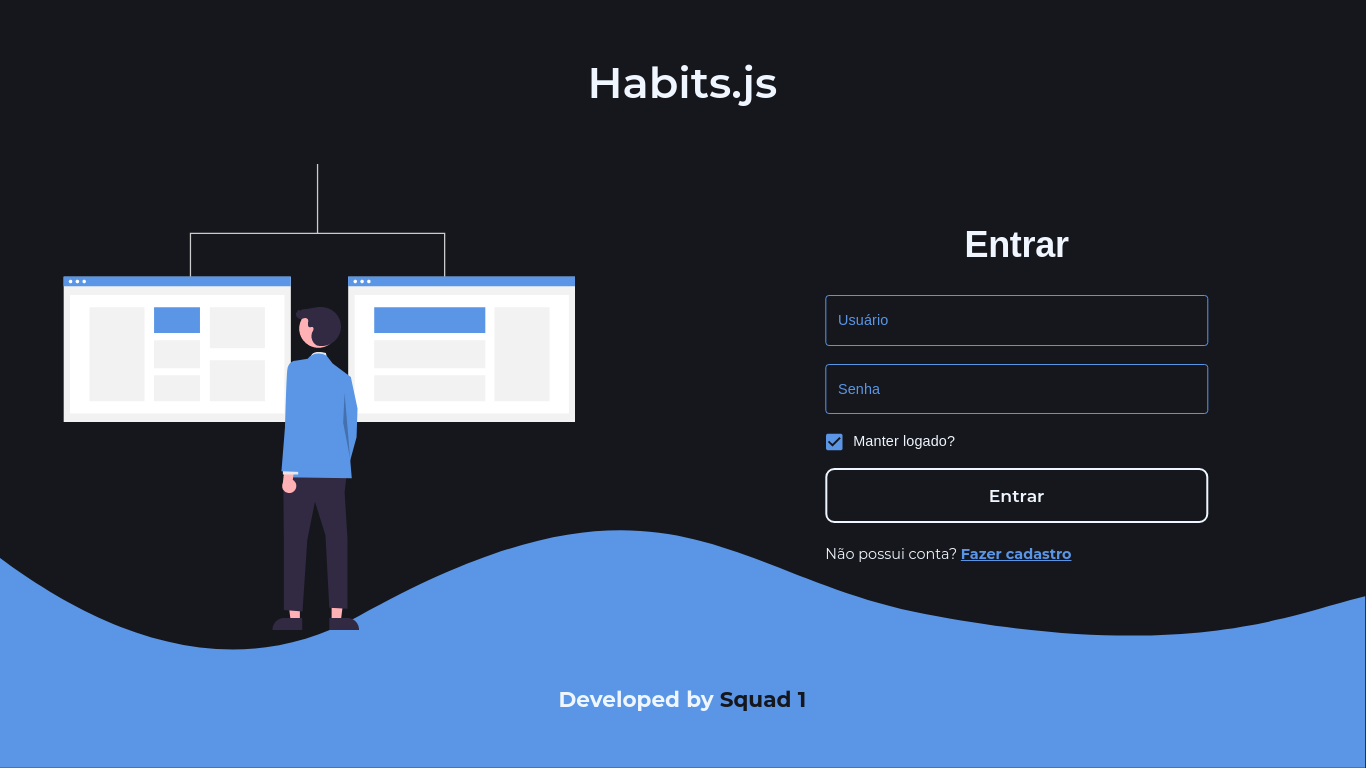 Habits.js
Entrar
Usuário
Senha
Manter logado?
Entrar
Não possui conta? Fazer cadastro
Developed by Squad 1